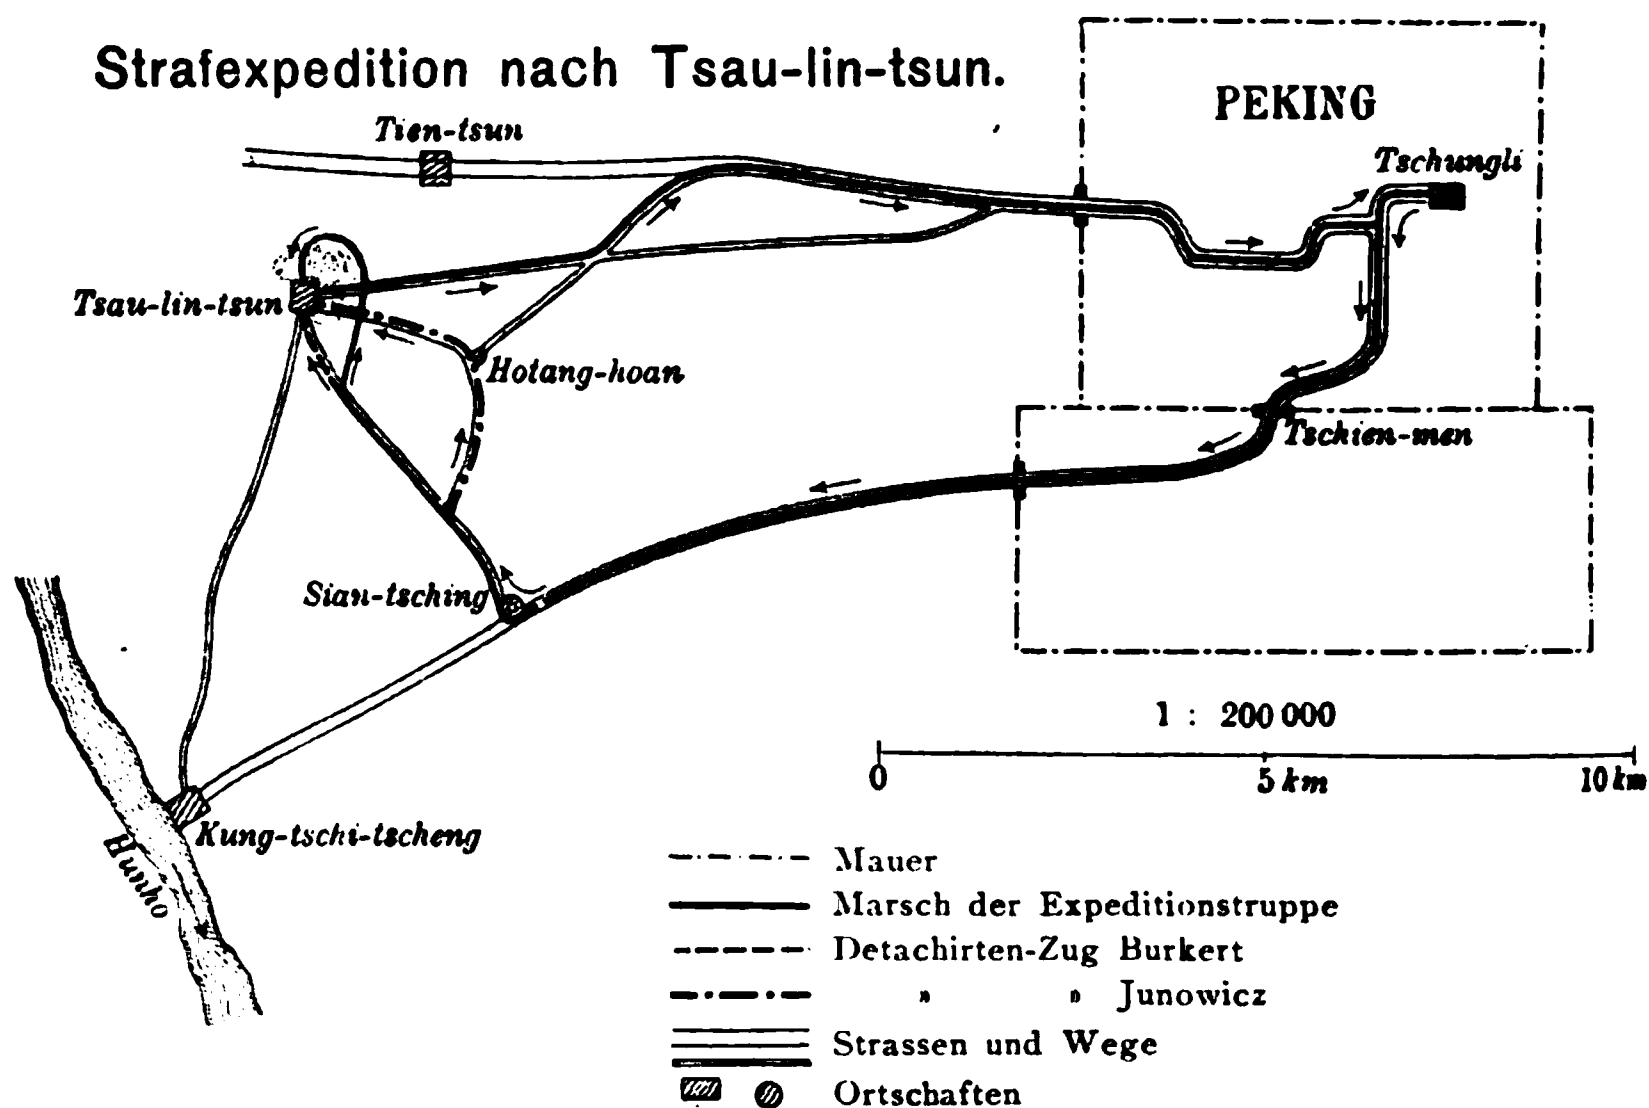 Strafexpedition nach Tsau-lin-tsun.
PEKING
Tien-tsun
Tschungli
Tsau-lin-tsun
Hotang-hoan
Tschien-men
Sian-tsching
1 : 200 000
0 5 km 10 km
Kung-tschi-tscheng
Hunho
Mauer
Marsch der Expeditionstruppe
Detachirten-Zug Burkert
" " Junowicz
Strassen und Wege
Ortschaften